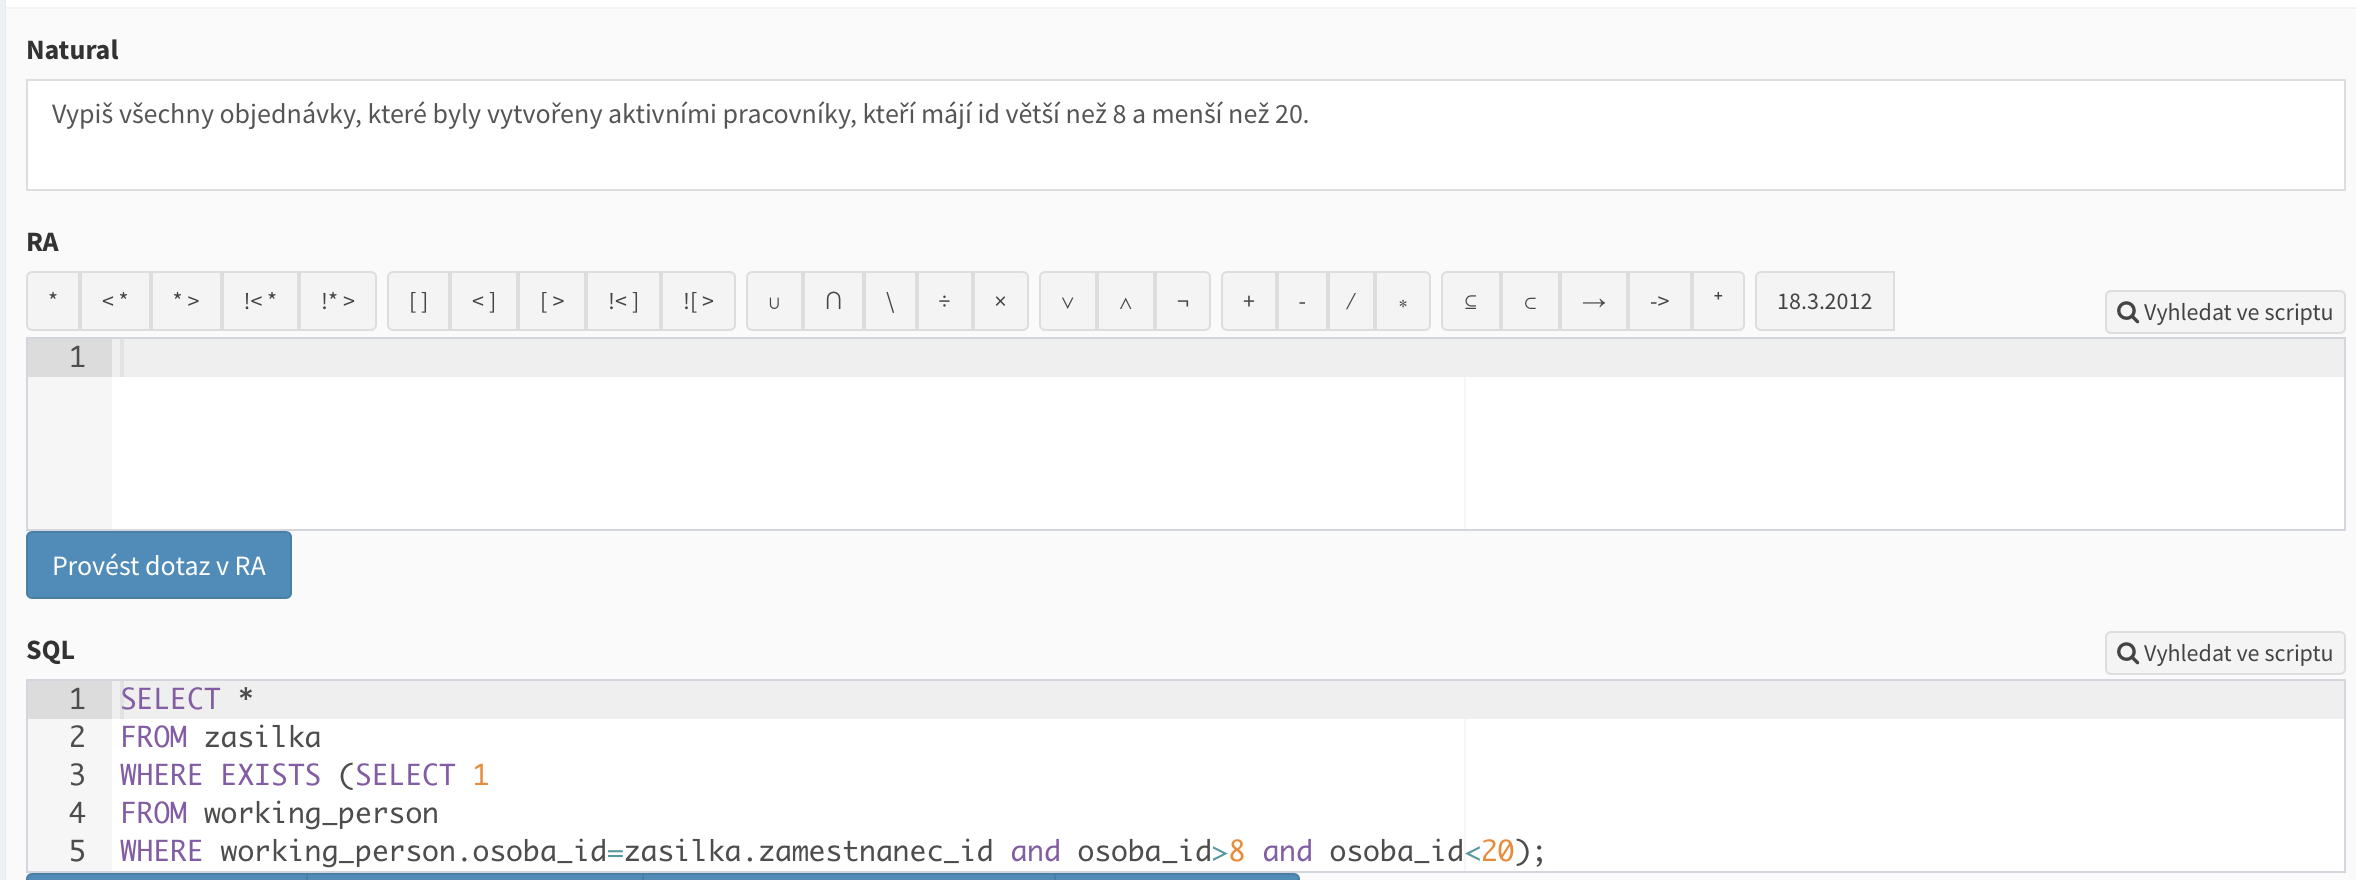 Natural
Vypiš všechny objednávky, které byly vytvořeny aktivními pracovníky, kteří májí id větší než 8 a menší než 20.
RA
* <* *> !<* !*> [] <] [> !<] ![> ∪ ∩ \ ÷ × ∨ ∧ ¬ + - / * ⊆ ⊂ → -> + 18.3.2012 Vyhledat ve scriptu
1
Provést dotaz v RA
SQL Vyhledat ve scriptu
1 SELECT *
2 FROM zasilka
3 WHERE EXISTS (SELECT 1
4 FROM working_person
5 WHERE working_person.osoba_id=zasilka.zamestnanec_id and osoba_id>8 and osoba_id<20);